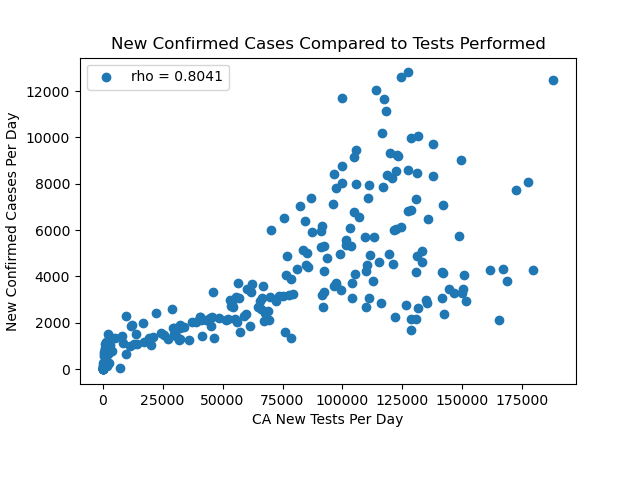 New Confirmed Cases Compared to Tests Performed
rho = 0.8041
12000
10000
8000
6000
4000
2000
0
New Confirmed Caeses Per Day
0 25000 50000 75000 100000 125000 150000 175000
CA New Tests Per Day